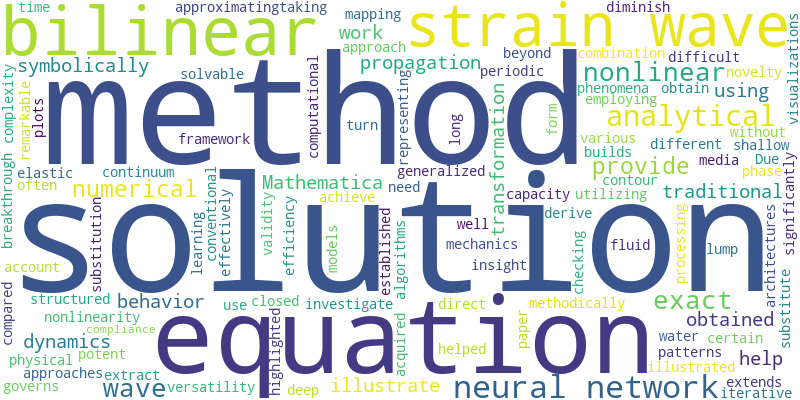 time
approximatingtaking
mapping
diminish
bilinear
strain wave
work
approach
symbolically
solvable
propagation
beyond
periodic
combination
difficult
nonlinear
phenomena
obtain
using
novelty
visualizations
complexity
breakthrough
remarkable
plots
method
computational
turn
representing
long
employing
transformation
form
analytical
framework
various
without
builds
different
shallow
elastic
continuum
generalized
media
Due
phase
often
numerical
Mathematica
need
capacity
utilizing
provide
contour
traditional
significantly
substitution
learning
conventional
effectively
validity
efficiency
achieve
models
established
algorithms
acquired
well
derive
mechanics
insight
checking
fluid
lump
processing
architectures
substitute
solution
account
structured
behavior
use
closed
investigate
direct
methodically
exact
nonlinearity
compliance
highlighted
equation
paper
obtained
compared
dynamics
physical
potent
helped
certain
water
patterns
help
approaches
extract
illustrated
extends
governs
wave
versatility
deep
illustrate
neural network
iterative